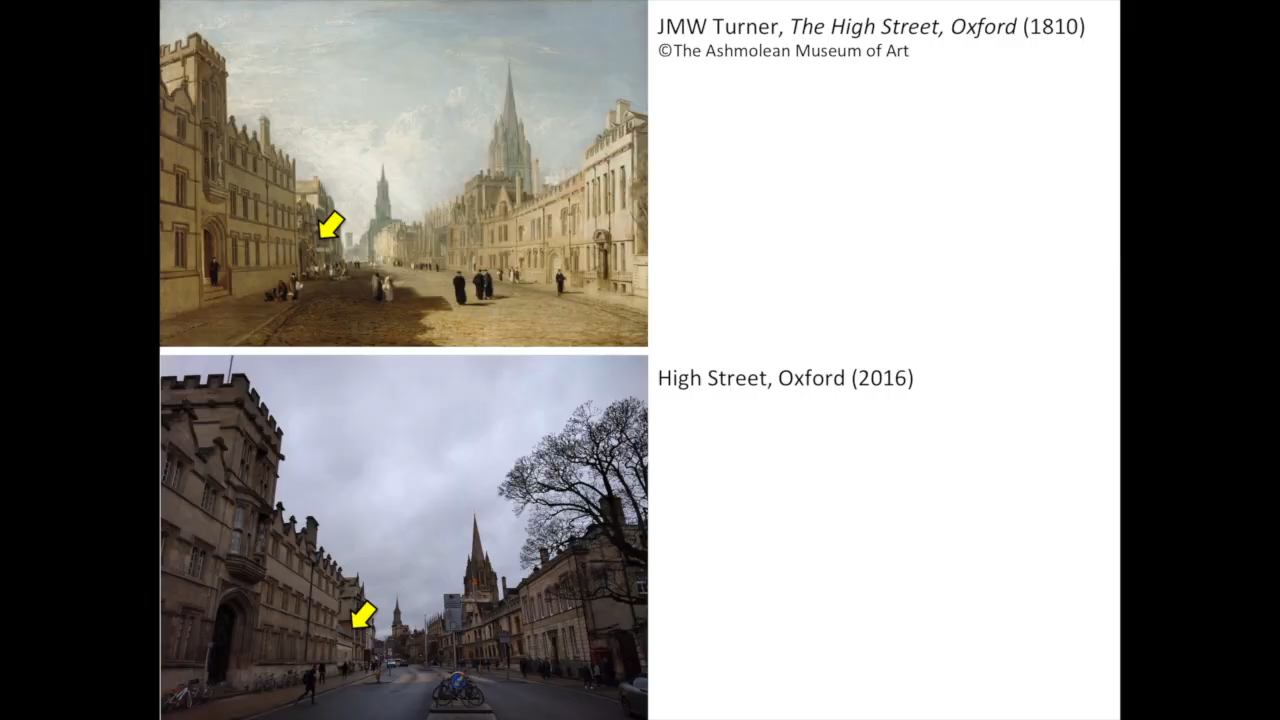 JMW Turner, The High Street, Oxford (1810)
©The Ashmolean Museum of Art
High Street, Oxford (2016)